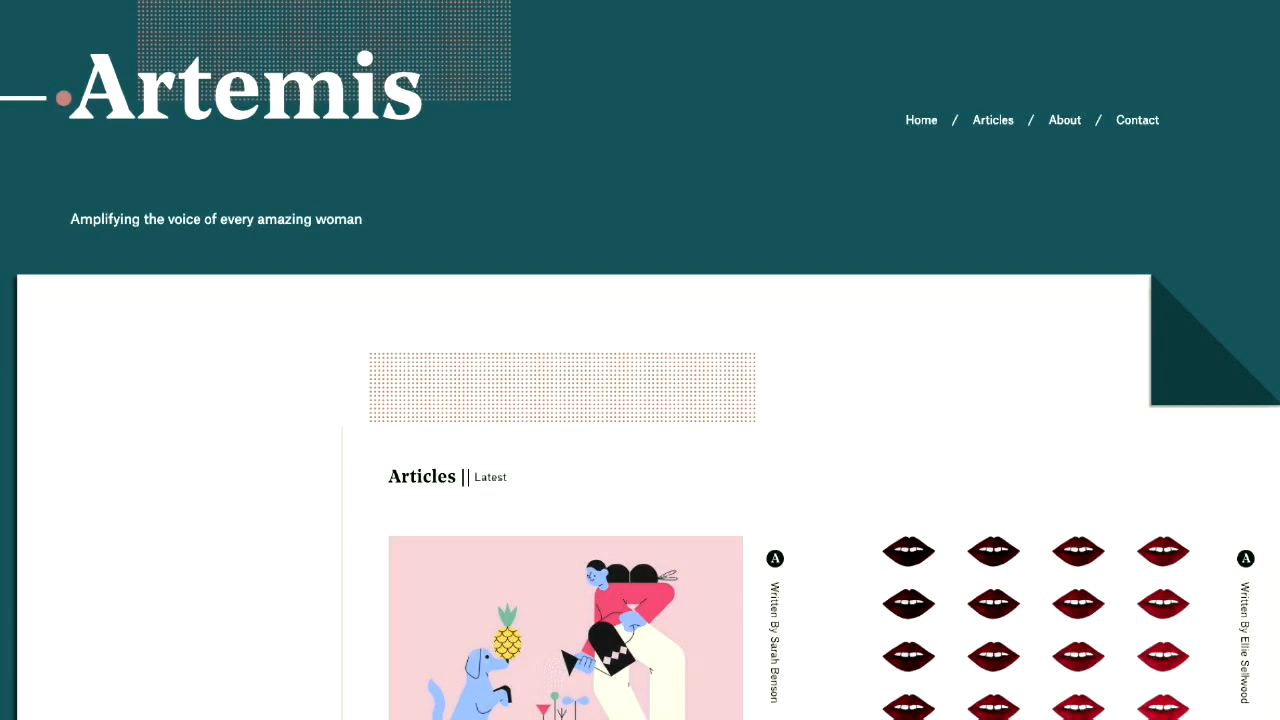 Artemis
Home / Articles / About / Contact
Amplifying the voice of every amazing woman
Articles || Latest
A Written By Sarah Benson
A Written By Ellie Sellwood